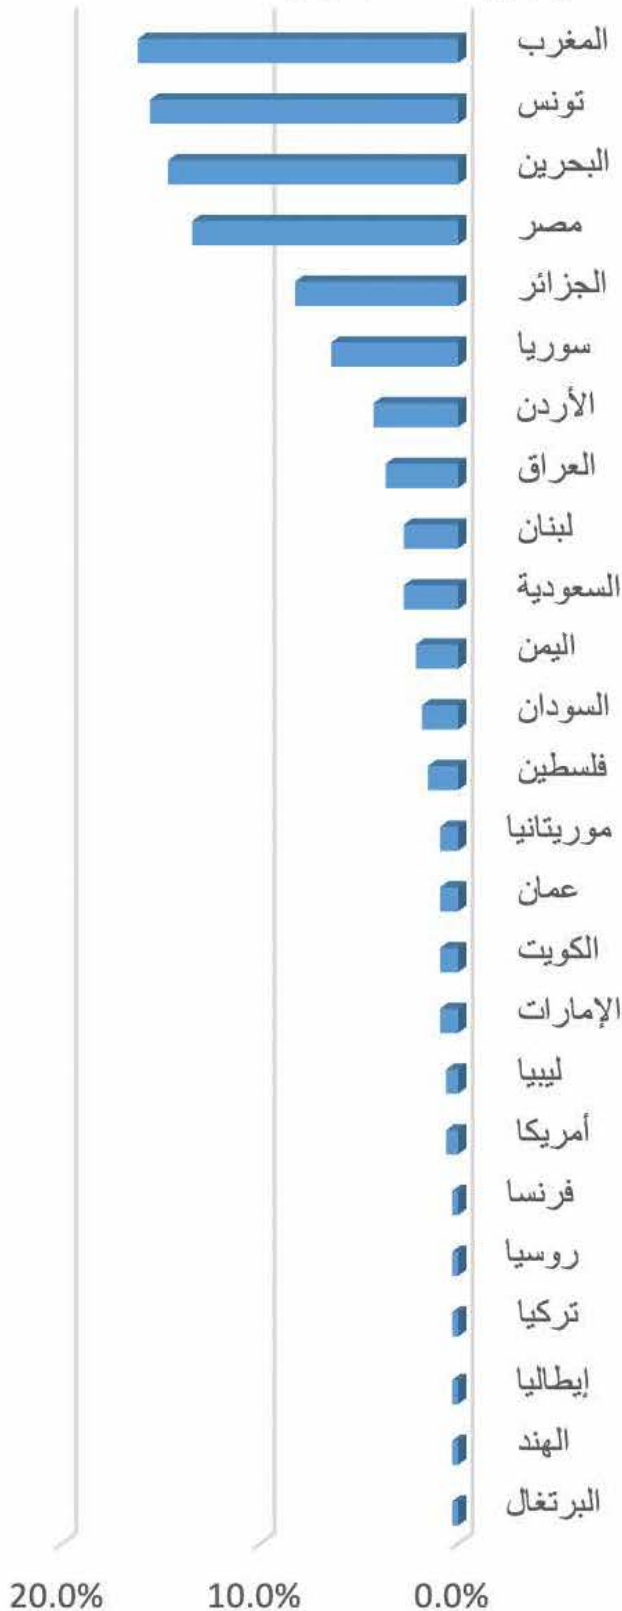 المغرب
تونس
البحرين
مصر
الجزائر
سوريا
الأردن
العراق
لبنان
السعودية
اليمن
السودان
فلسطين
موريتانيا
عمان
الكويت
الإمارات
ليبيا
أمريكا
فرنسا
روسيا
تركيا
إيطاليا
الهند
البرتغال
20.0% 10.0% 0.0%